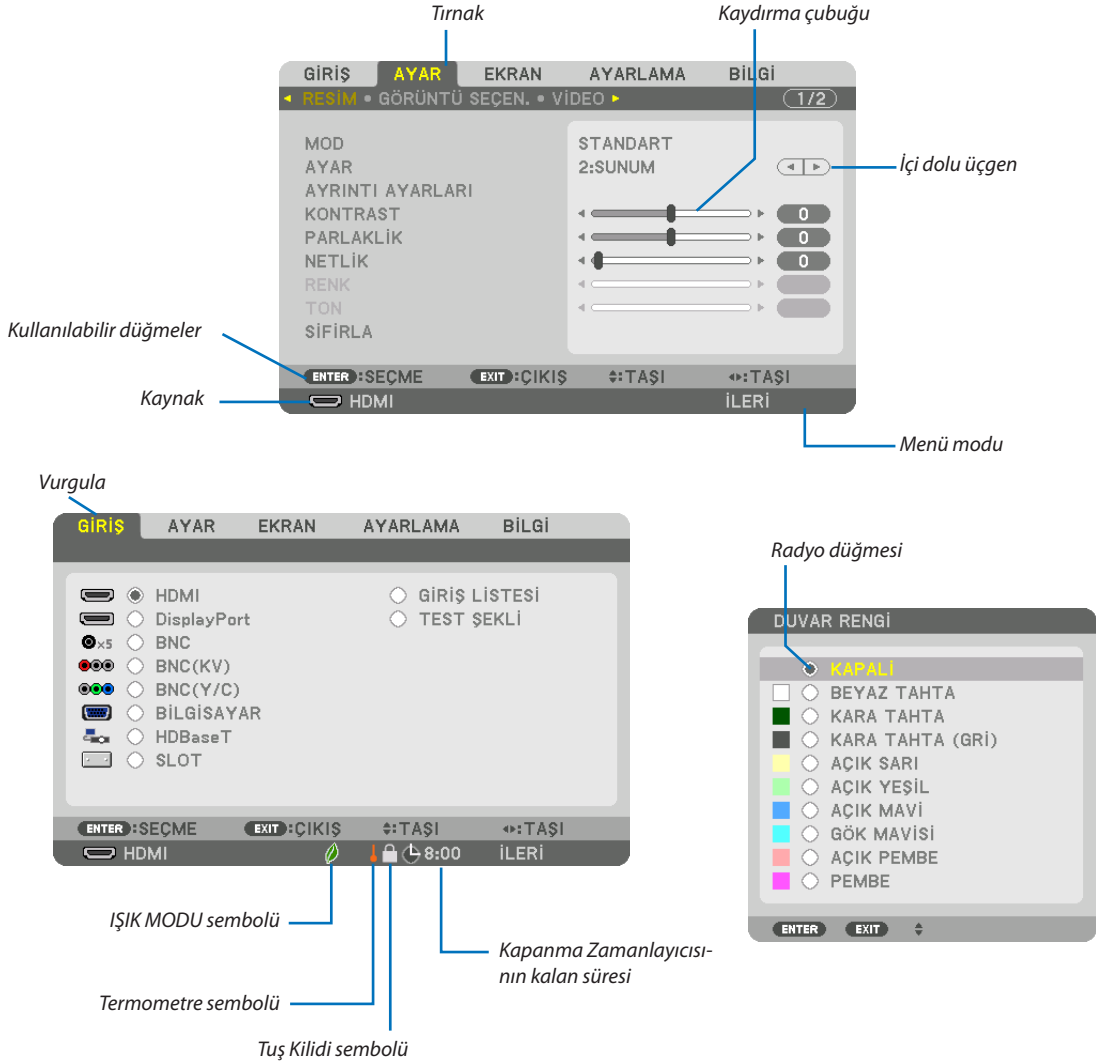 Tırnak
Kaydırma çubuğu
GİRİŞ AYAR EKRAN AYARLAMA BİLGİ
RESİM • GÖRÜNTÜ SEÇEN. • VİDEO 1/2
MOD STANDART
AYAR 2:SUNUM
İçi dolu üçgen
AYRINTI AYARLARI
KONTRAST 0
PARLAKLİK 0
NETLİK 0
RENK
TON
SİFİRLA
Kullanılabilir düğmeler
ENTER :SEÇME EXIT :ÇIKIŞ :TAŞI :TAŞI
Kaynak
HDMI İLERİ
Menü modu
Vurgula
GİRİŞ AYAR EKRAN AYARLAMA BİLGİ
HDMI GİRİŞ LİSTESİ
DisplayPort TEST ŞEKLİ
×5 BNC
BNC(KV)
BNC(Y/C)
BİLGİSAYAR
HDBaseT
SLOT
ENTER :SEÇME EXIT :ÇIKIŞ :TAŞI :TAŞI
HDMI 8:00 İLERİ
IŞIK MODU sembolü
Kapanma Zamanlayıcısı-
nın kalan süresi
Termometre sembolü
Tuş Kilidi sembolü
Radyo düğmesi
DUVAR RENGİ
KAPALİ
BEYAZ TAHTA
KARA TAHTA
KARA TAHTA (GRİ)
AÇIK SARI
AÇIK YEŞİL
AÇIK MAVİ
GÖK MAVİSİ
AÇIK PEMBE
PEMBE
ENTER EXIT